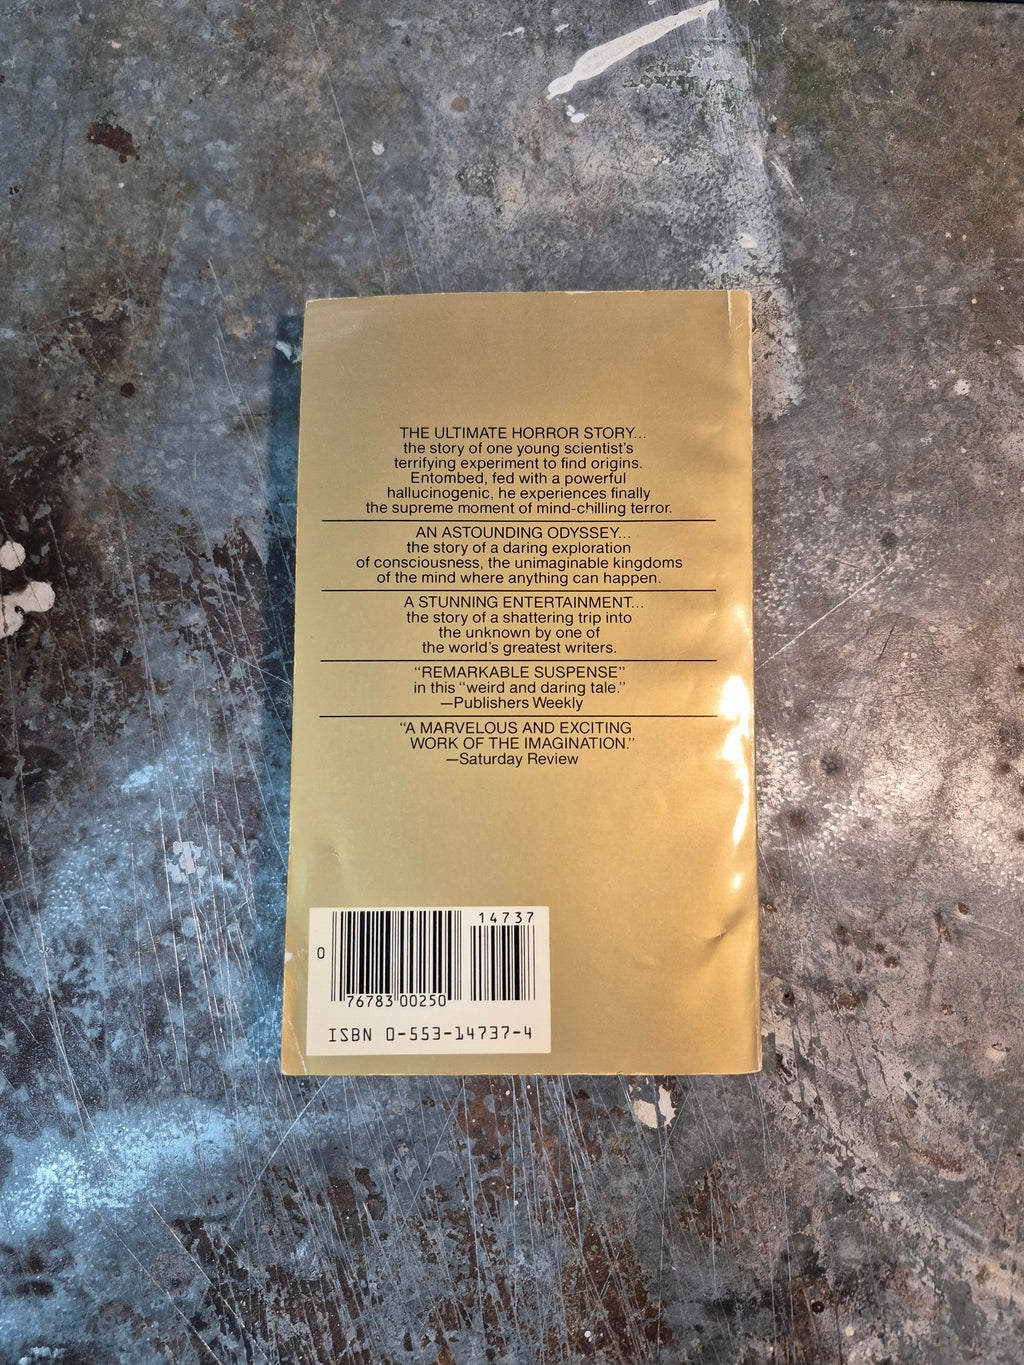 THE ULTIMATE HORROR STORY...
the story of one young scientist's
terrifying experiment to find origins.
Entombed, fed with a powerful
hallucinogenic, he experiences finally
the supreme moment of mind-chilling terror.
AN ASTOUNDING ODYSSEY...
the story of a daring exploration
of consciousness, the unimaginable kingdoms
of the mind where anything can happen.
A STUNNING ENTERTAINMENT...
the story of a shattering trip into
the unknown by one of
the world's greatest writers.
"REMARKABLE SUSPENSE"
in this "weird and daring tale."
—Publishers Weekly
"A MARVELOUS AND EXCITING
WORK OF THE IMAGINATION."
—Saturday Review
14737
0
76783 00250
ISBN 0-553-14737-4